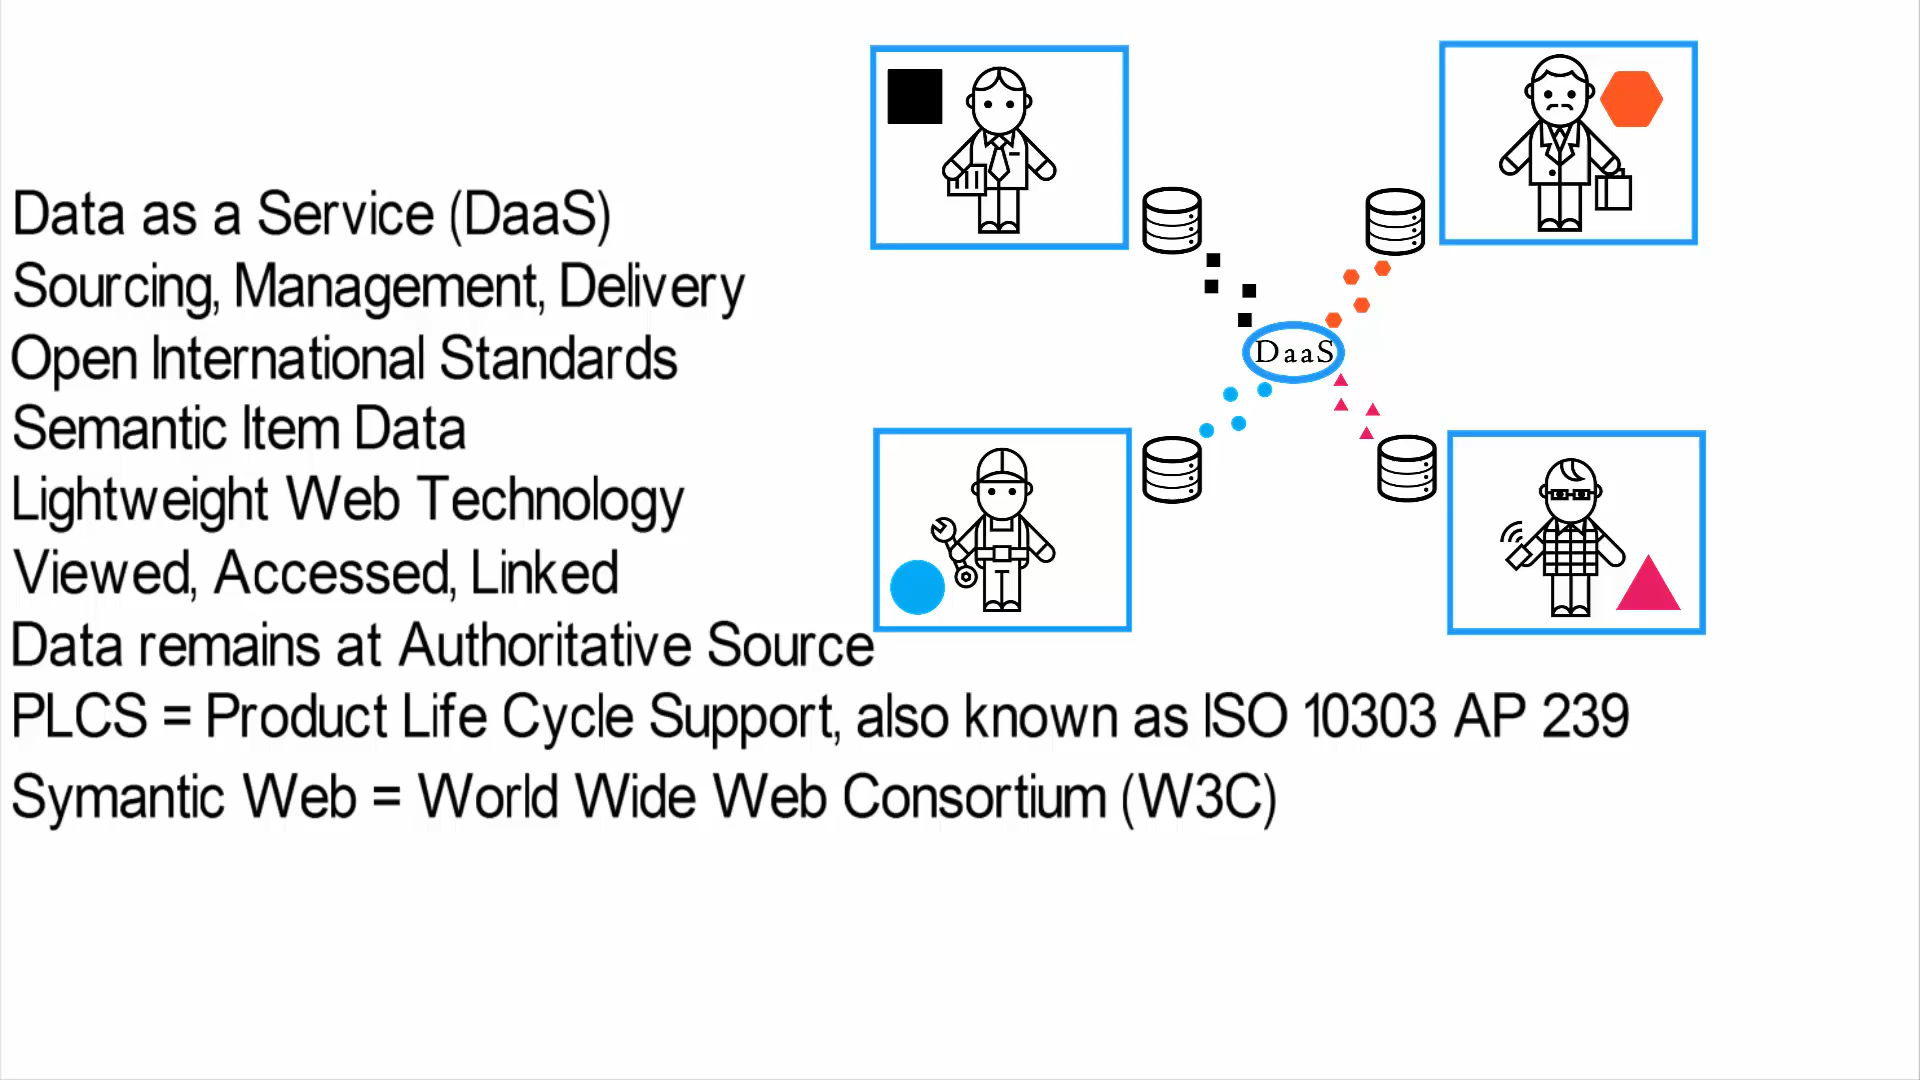 Data as a Service (DaaS)
Sourcing, Management, Delivery
Open International Standards
Semantic Item Data
Lightweight Web Technology
Viewed, Accessed, Linked
Data remains at Authoritative Source
PLCS = Product Life Cycle Support, also known as ISO 10303 AP 239
Symantic Web = World Wide Web Consortium (W3C)
DaaS